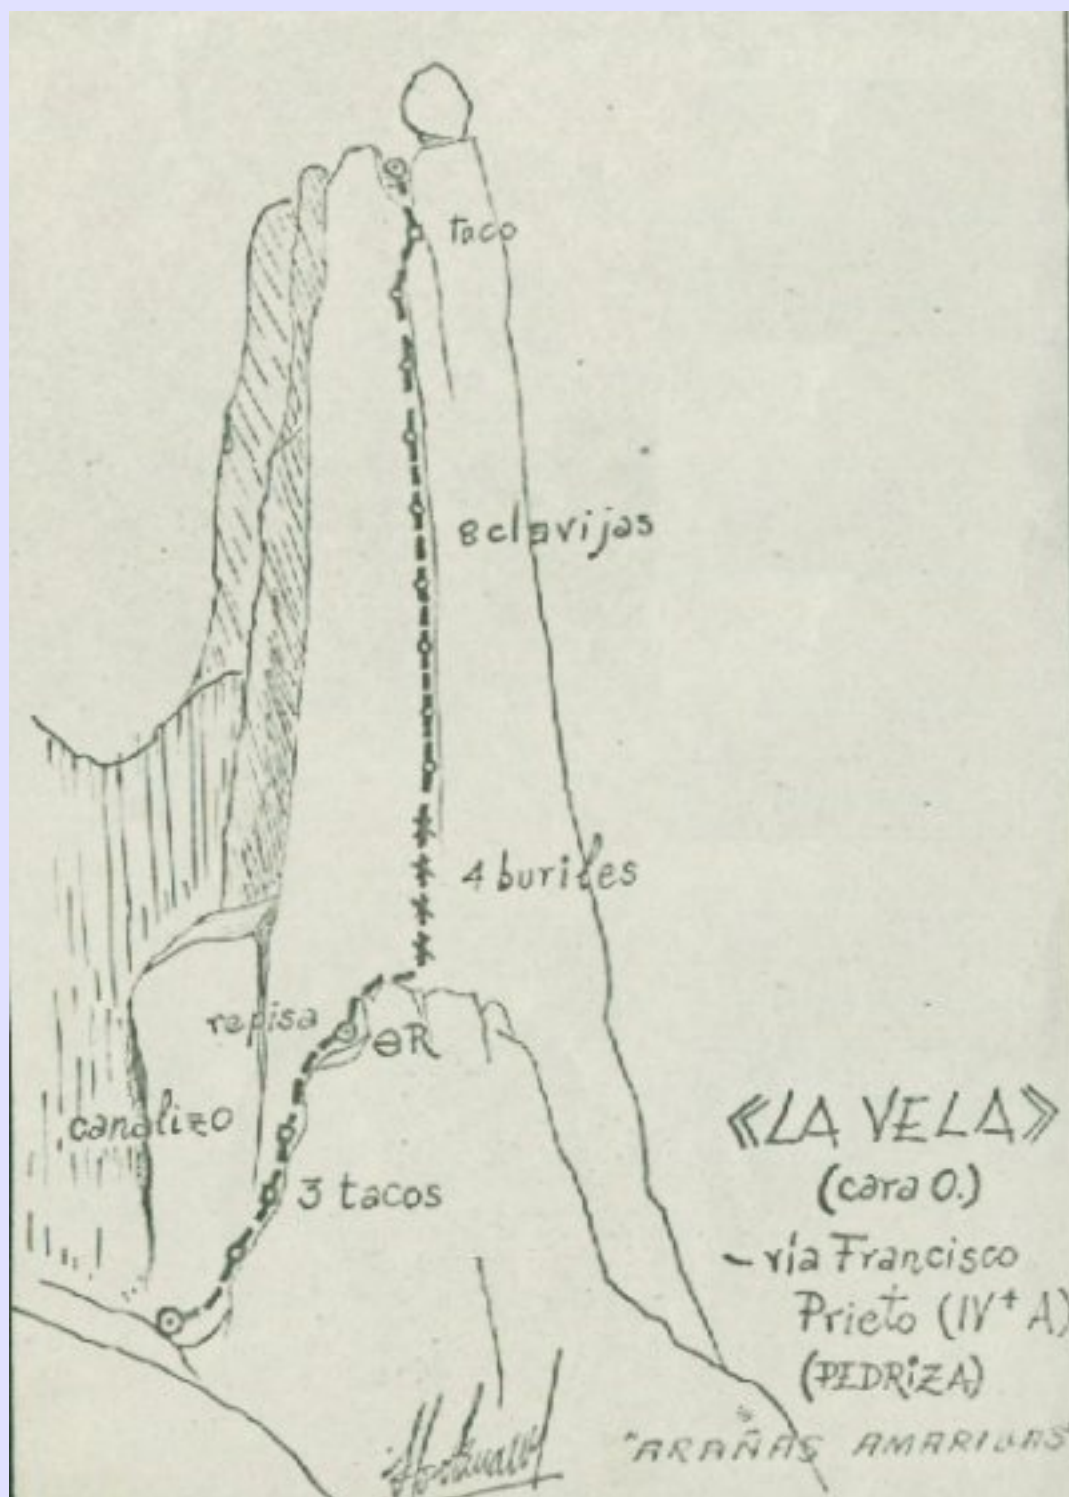 taco
8 clavijas
4 buriles
repisa
⊖R
canalizo
3 tacos
«LA VELA»
(cara O.)
- vía Francisco
Prieto (IV+ A)
(PEDRIZA)
"ARAÑAS AMARILLAS